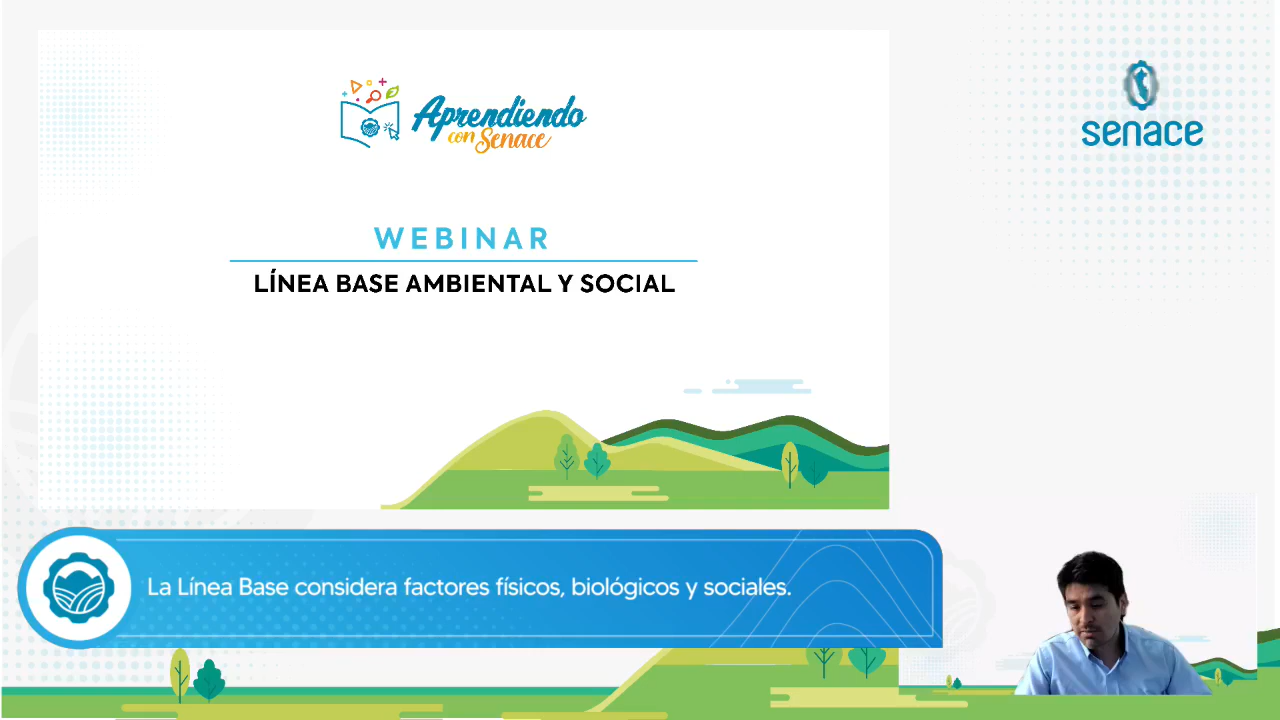 Aprendiendo
con Senace
senace
WEBINAR
LÍNEA BASE AMBIENTAL Y SOCIAL
La Línea Base considera factores físicos, biológicos y sociales.